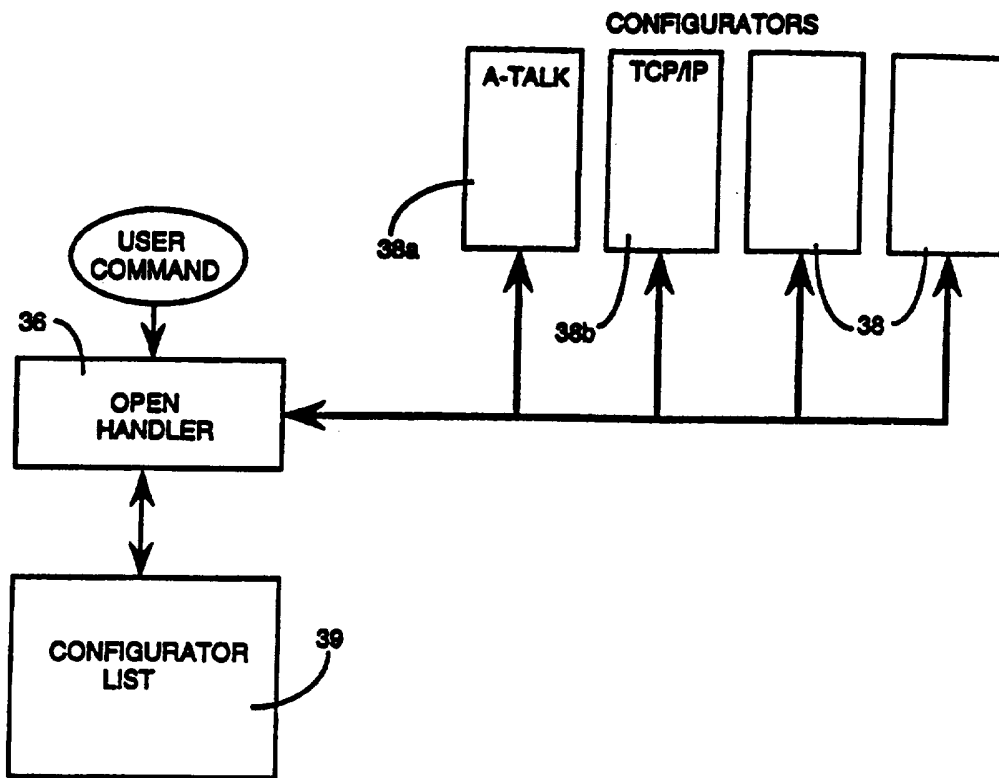 CONFIGURATORS
A-TALK
TCP/IP
38a
38b
38
USER
COMMAND
36
OPEN
HANDLER
CONFIGURATOR
LIST
39